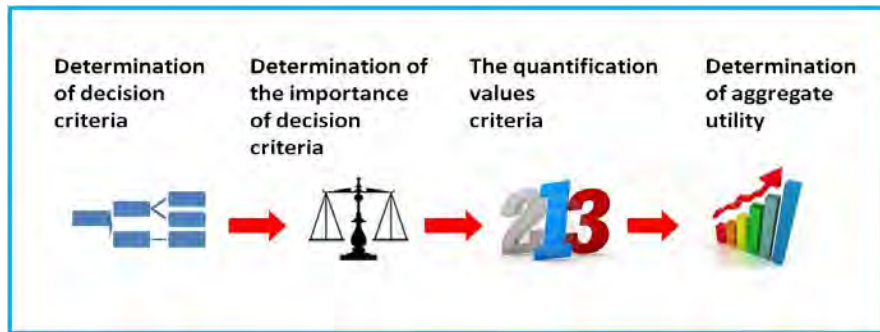 Determination
of decision
criteria
Determination of
the importance
of decision
criteria
The quantification
values
criteria
Determination
of aggregate
utility
213